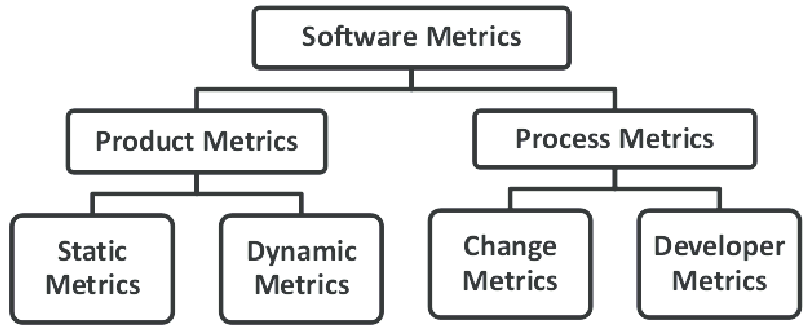 Software Metrics
Product Metrics
Process Metrics
Static
Metrics
Dynamic
Metrics
Change
Metrics
Developer
Metrics